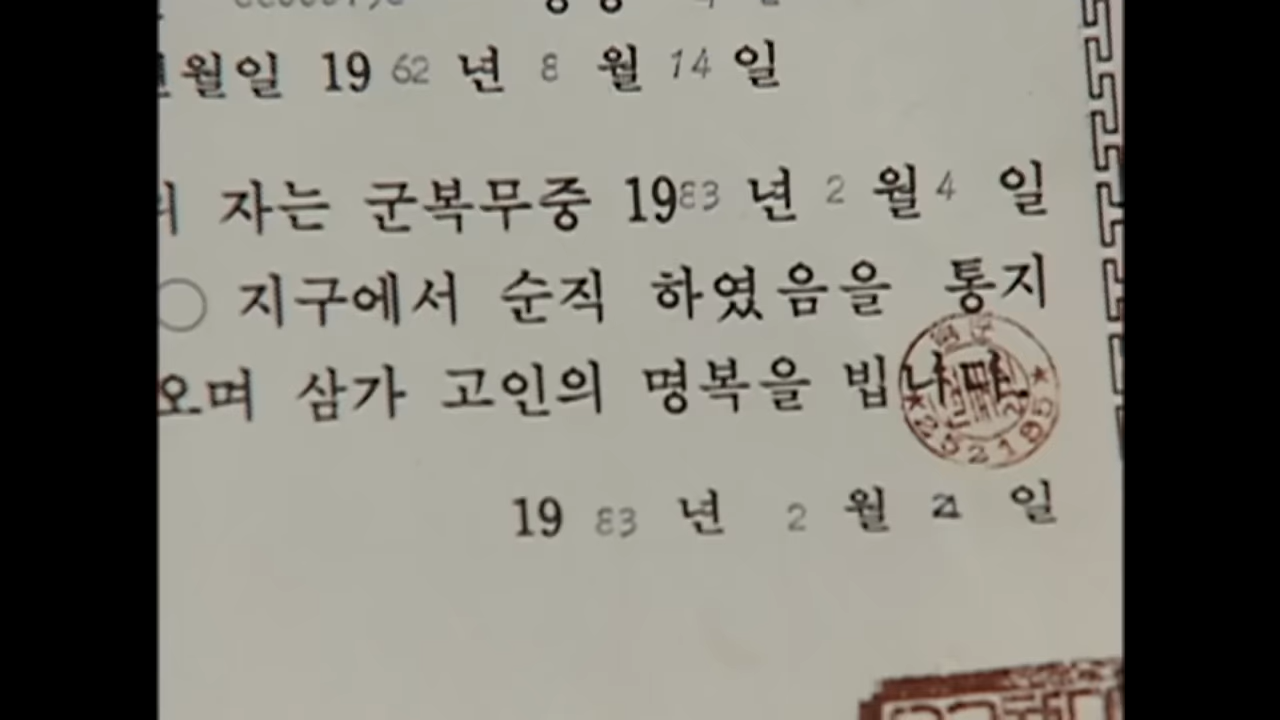 월일 19 62 년 8 월 14 일
자는 군복무중 19 83 년 2 월 4 일
○ 지구에서 순직 하였음을 통지
오며 삼가 고인의 명복을 빕니다.
252195
19 83 년 2 월 일